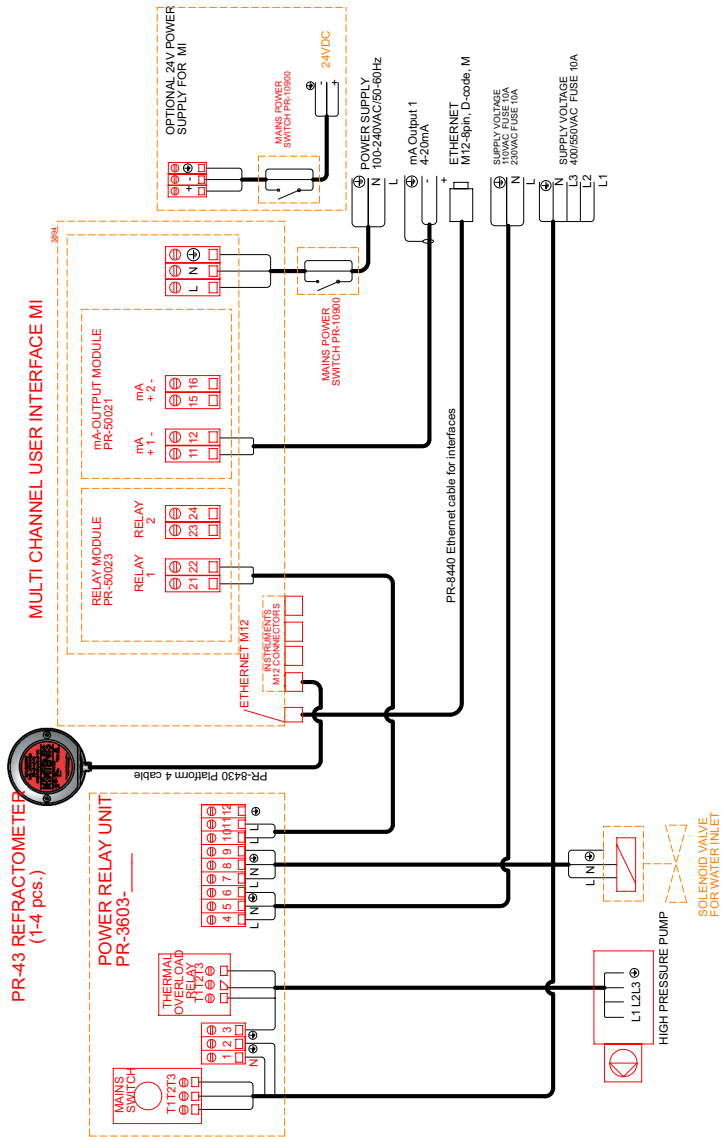 PR-43 REFRACTOMETER
(1-4 pcs.)
MULTI CHANNEL USER INTERFACE MI
3894
RELAY MODULE
PR-50023
RELAY
1
RELAY
2
21 22
23 24
mA-OUTPUT MODULE
PR-50021
mA
+ 1 -
mA
+ 2 -
11 12
15 16
L N
ETHERNET M12
INSTRUMENTS
M12 CONNECTORS
OPTIONAL 24V POWER
SUPPLY FOR MI
+ -
MAINS POWER
SWITCH PR-10900
24VDC
- +
MAINS POWER
SWITCH PR-10900
POWER SUPPLY
100-240VAC/50-60Hz
N
L
mA Output 1
4-20mA
-
+
ETHERNET
M12-8pin, D-code, M
SUPPLY VOLTAGE
110VAC FUSE 10A
230VAC FUSE 10A
N
L
SUPPLY VOLTAGE
400/550VAC FUSE 10A
N
L3
L2
L1
PR-8430 Platform 4 cable
PR-8440 Ethernet cable for interfaces
POWER RELAY UNIT
PR-3603-____
MAINS
SWITCH
T1T2T3
1 2 3
N
THERMAL
OVERLOAD
RELAY
T1T2T3
4 5 6 7 8 9 10 11 12
L N L N L L
L1 L2L3
HIGH PRESSURE PUMP
L N
SOLENOID VALVE
FOR WATER INLET